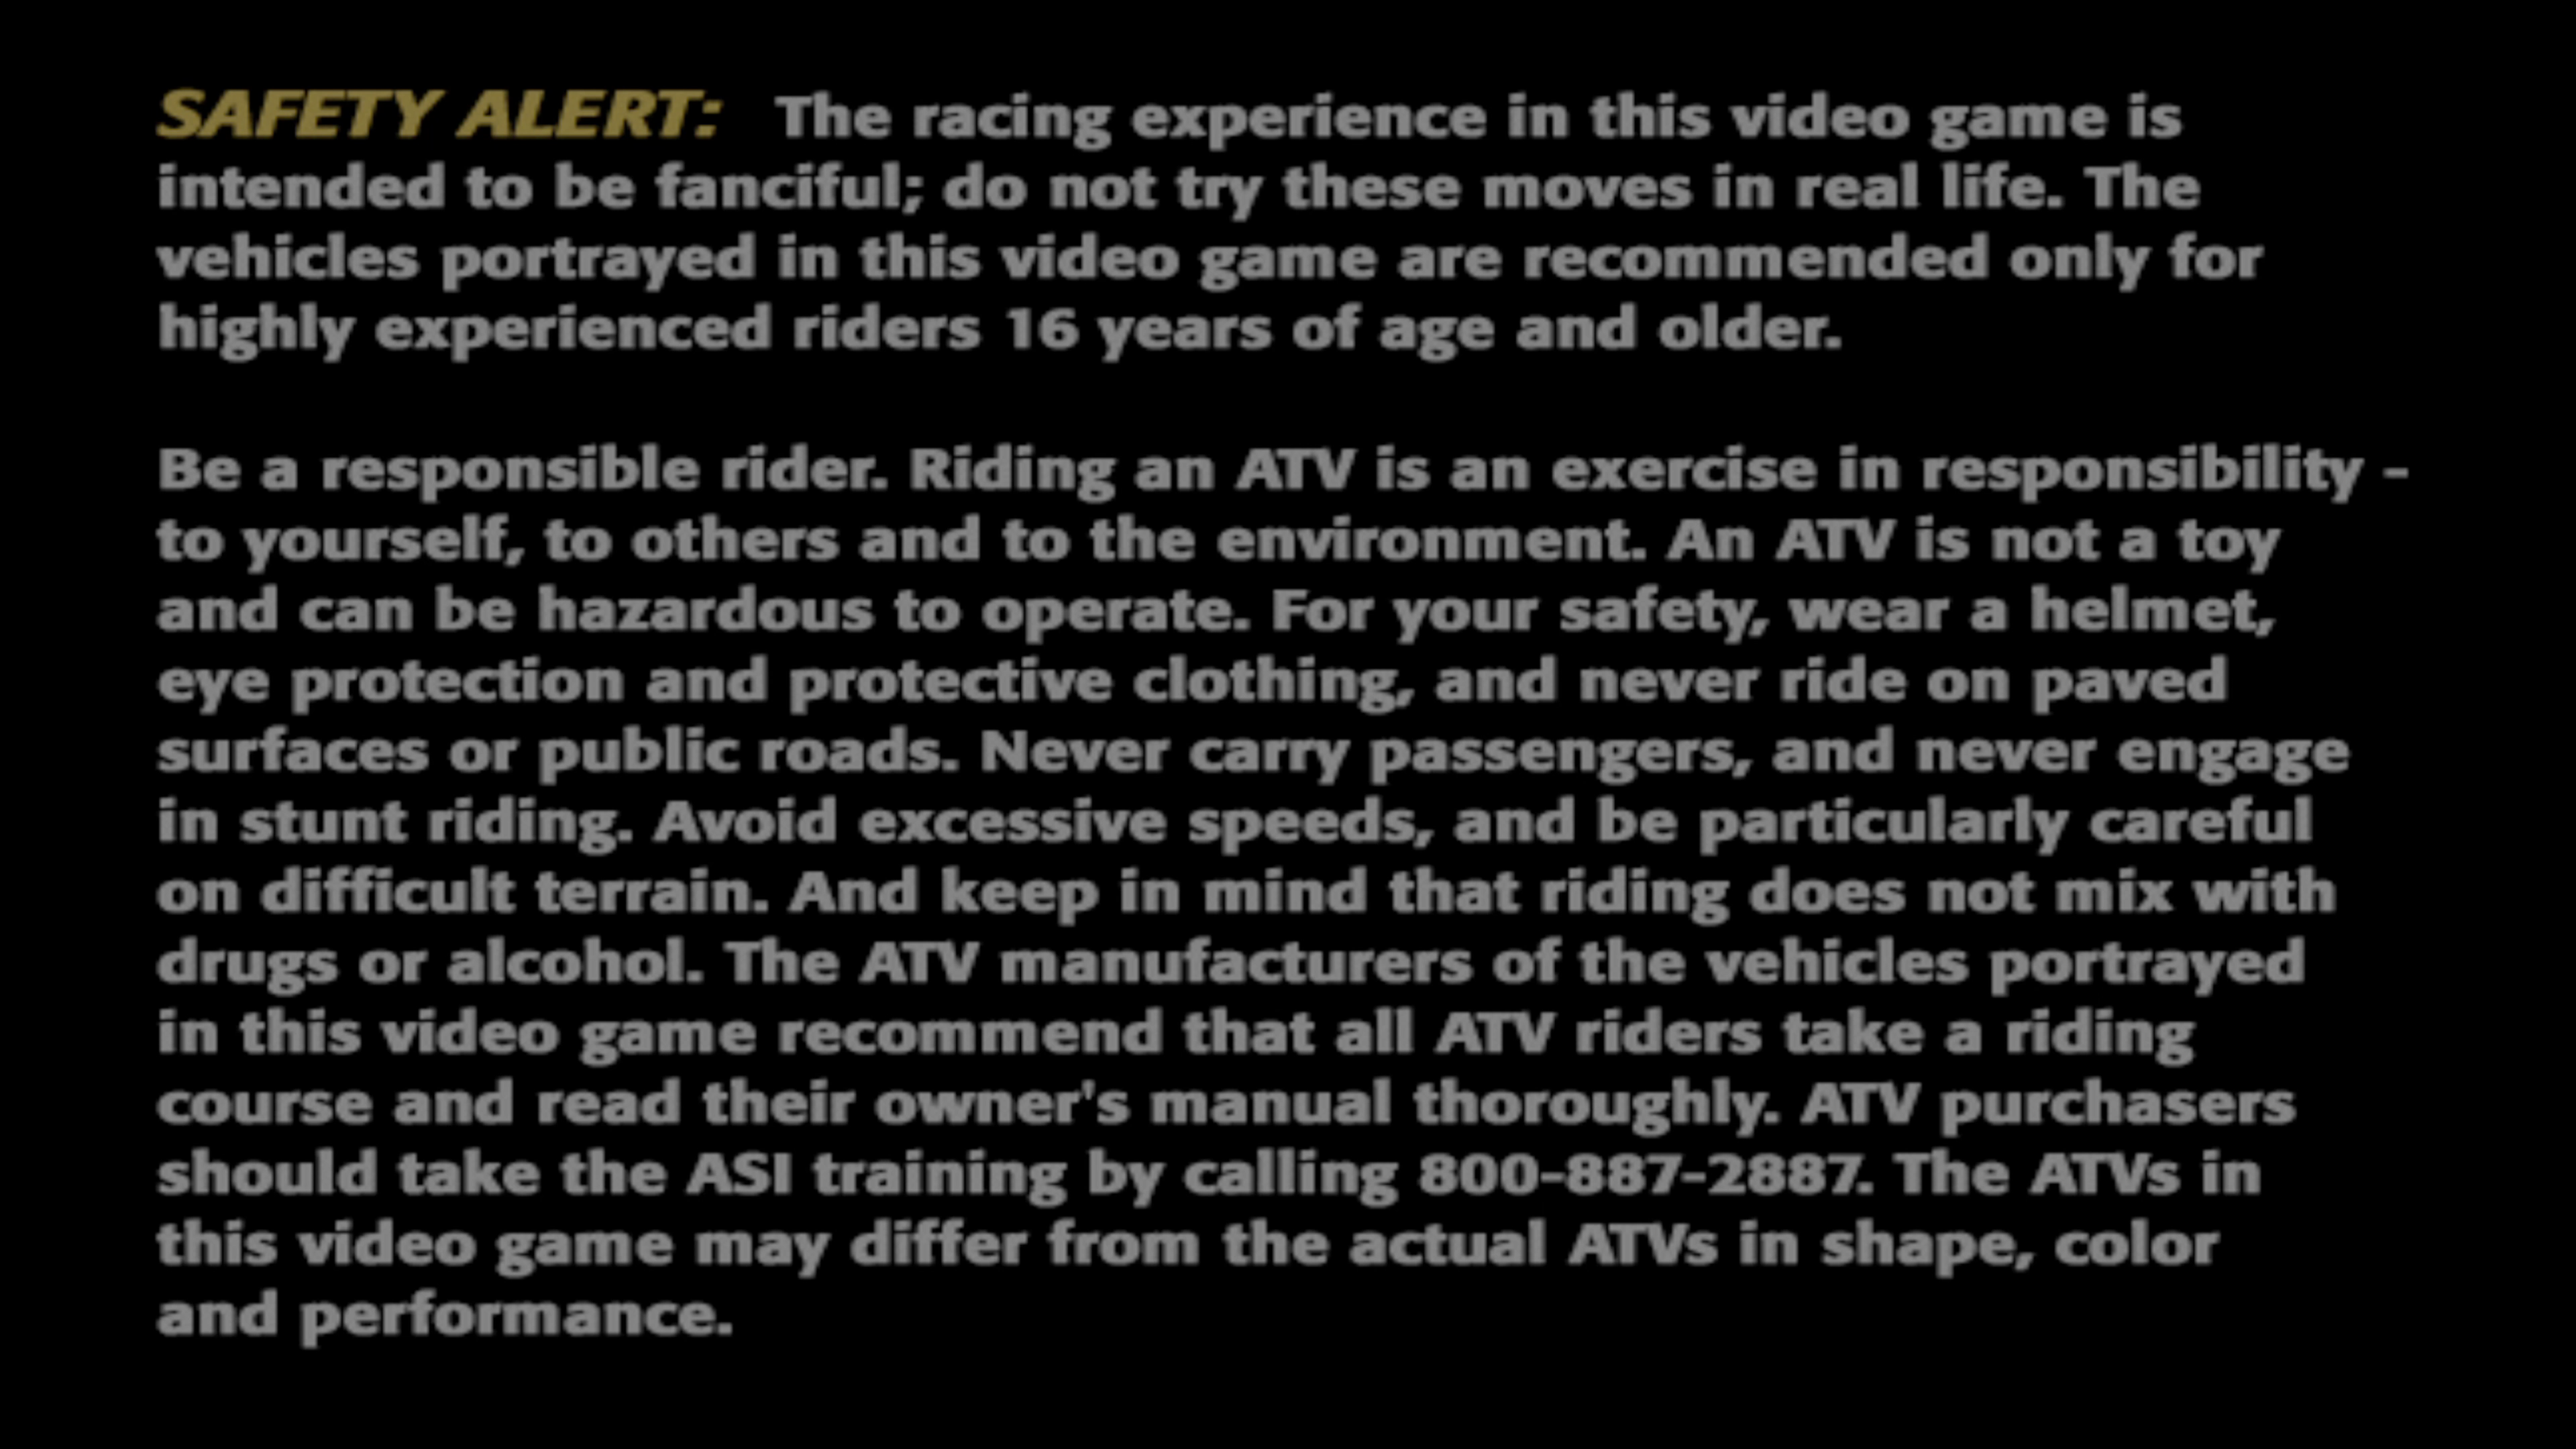 SAFETY ALERT: The racing experience in this video game is
intended to be fanciful; do not try these moves in real life. The
vehicles portrayed in this video game are recommended only for
highly experienced riders 16 years of age and older.
Be a responsible rider. Riding an ATV is an exercise in responsibility -
to yourself, to others and to the environment. An ATV is not a toy
and can be hazardous to operate. For your safety, wear a helmet,
eye protection and protective clothing, and never ride on paved
surfaces or public roads. Never carry passengers, and never engage
in stunt riding. Avoid excessive speeds, and be particularly careful
on difficult terrain. And keep in mind that riding does not mix with
drugs or alcohol. The ATV manufacturers of the vehicles portrayed
in this video game recommend that all ATV riders take a riding
course and read their owner's manual thoroughly. ATV purchasers
should take the ASI training by calling 800-887-2887. The ATVs in
this video game may differ from the actual ATVs in shape, color
and performance.